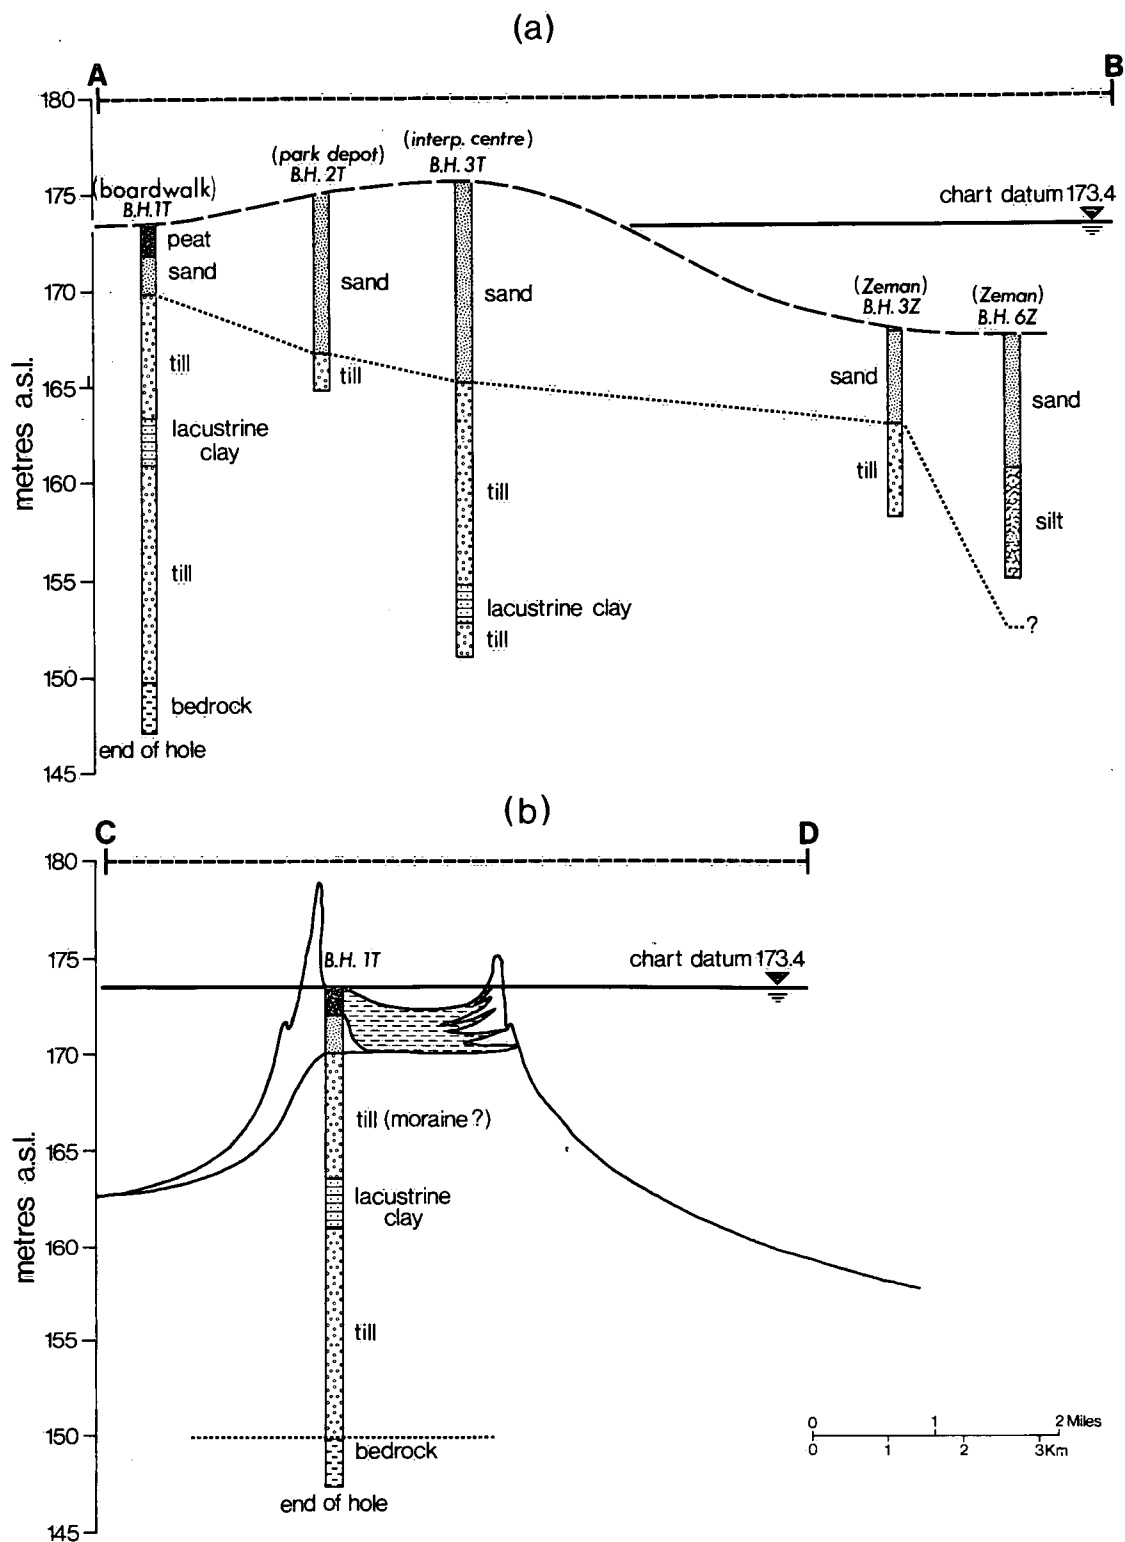 (a)
A B
180
(interp. centre)
(park depot) B.H. 3T
B.H. 2T
175
(boardwalk)
B.H.1T
chart datum 173.4
peat
sand
sand
sand
170
(Zeman)
B.H. 3Z
(Zeman)
B.H. 6Z
till
till
sand
sand
165
metres a.s.l.
lacustrine
clay
till
till
160
silt
till
155
lacustrine clay
till
?
150
bedrock
end of hole
145
(b)
C D
180
175
B.H. 1T
chart datum 173.4
170
till (moraine ?)
165
metres a.s.l.
lacustrine
clay
160
till
155
150
bedrock
0 1 2 Miles
0 1 2 3Km
end of hole
145